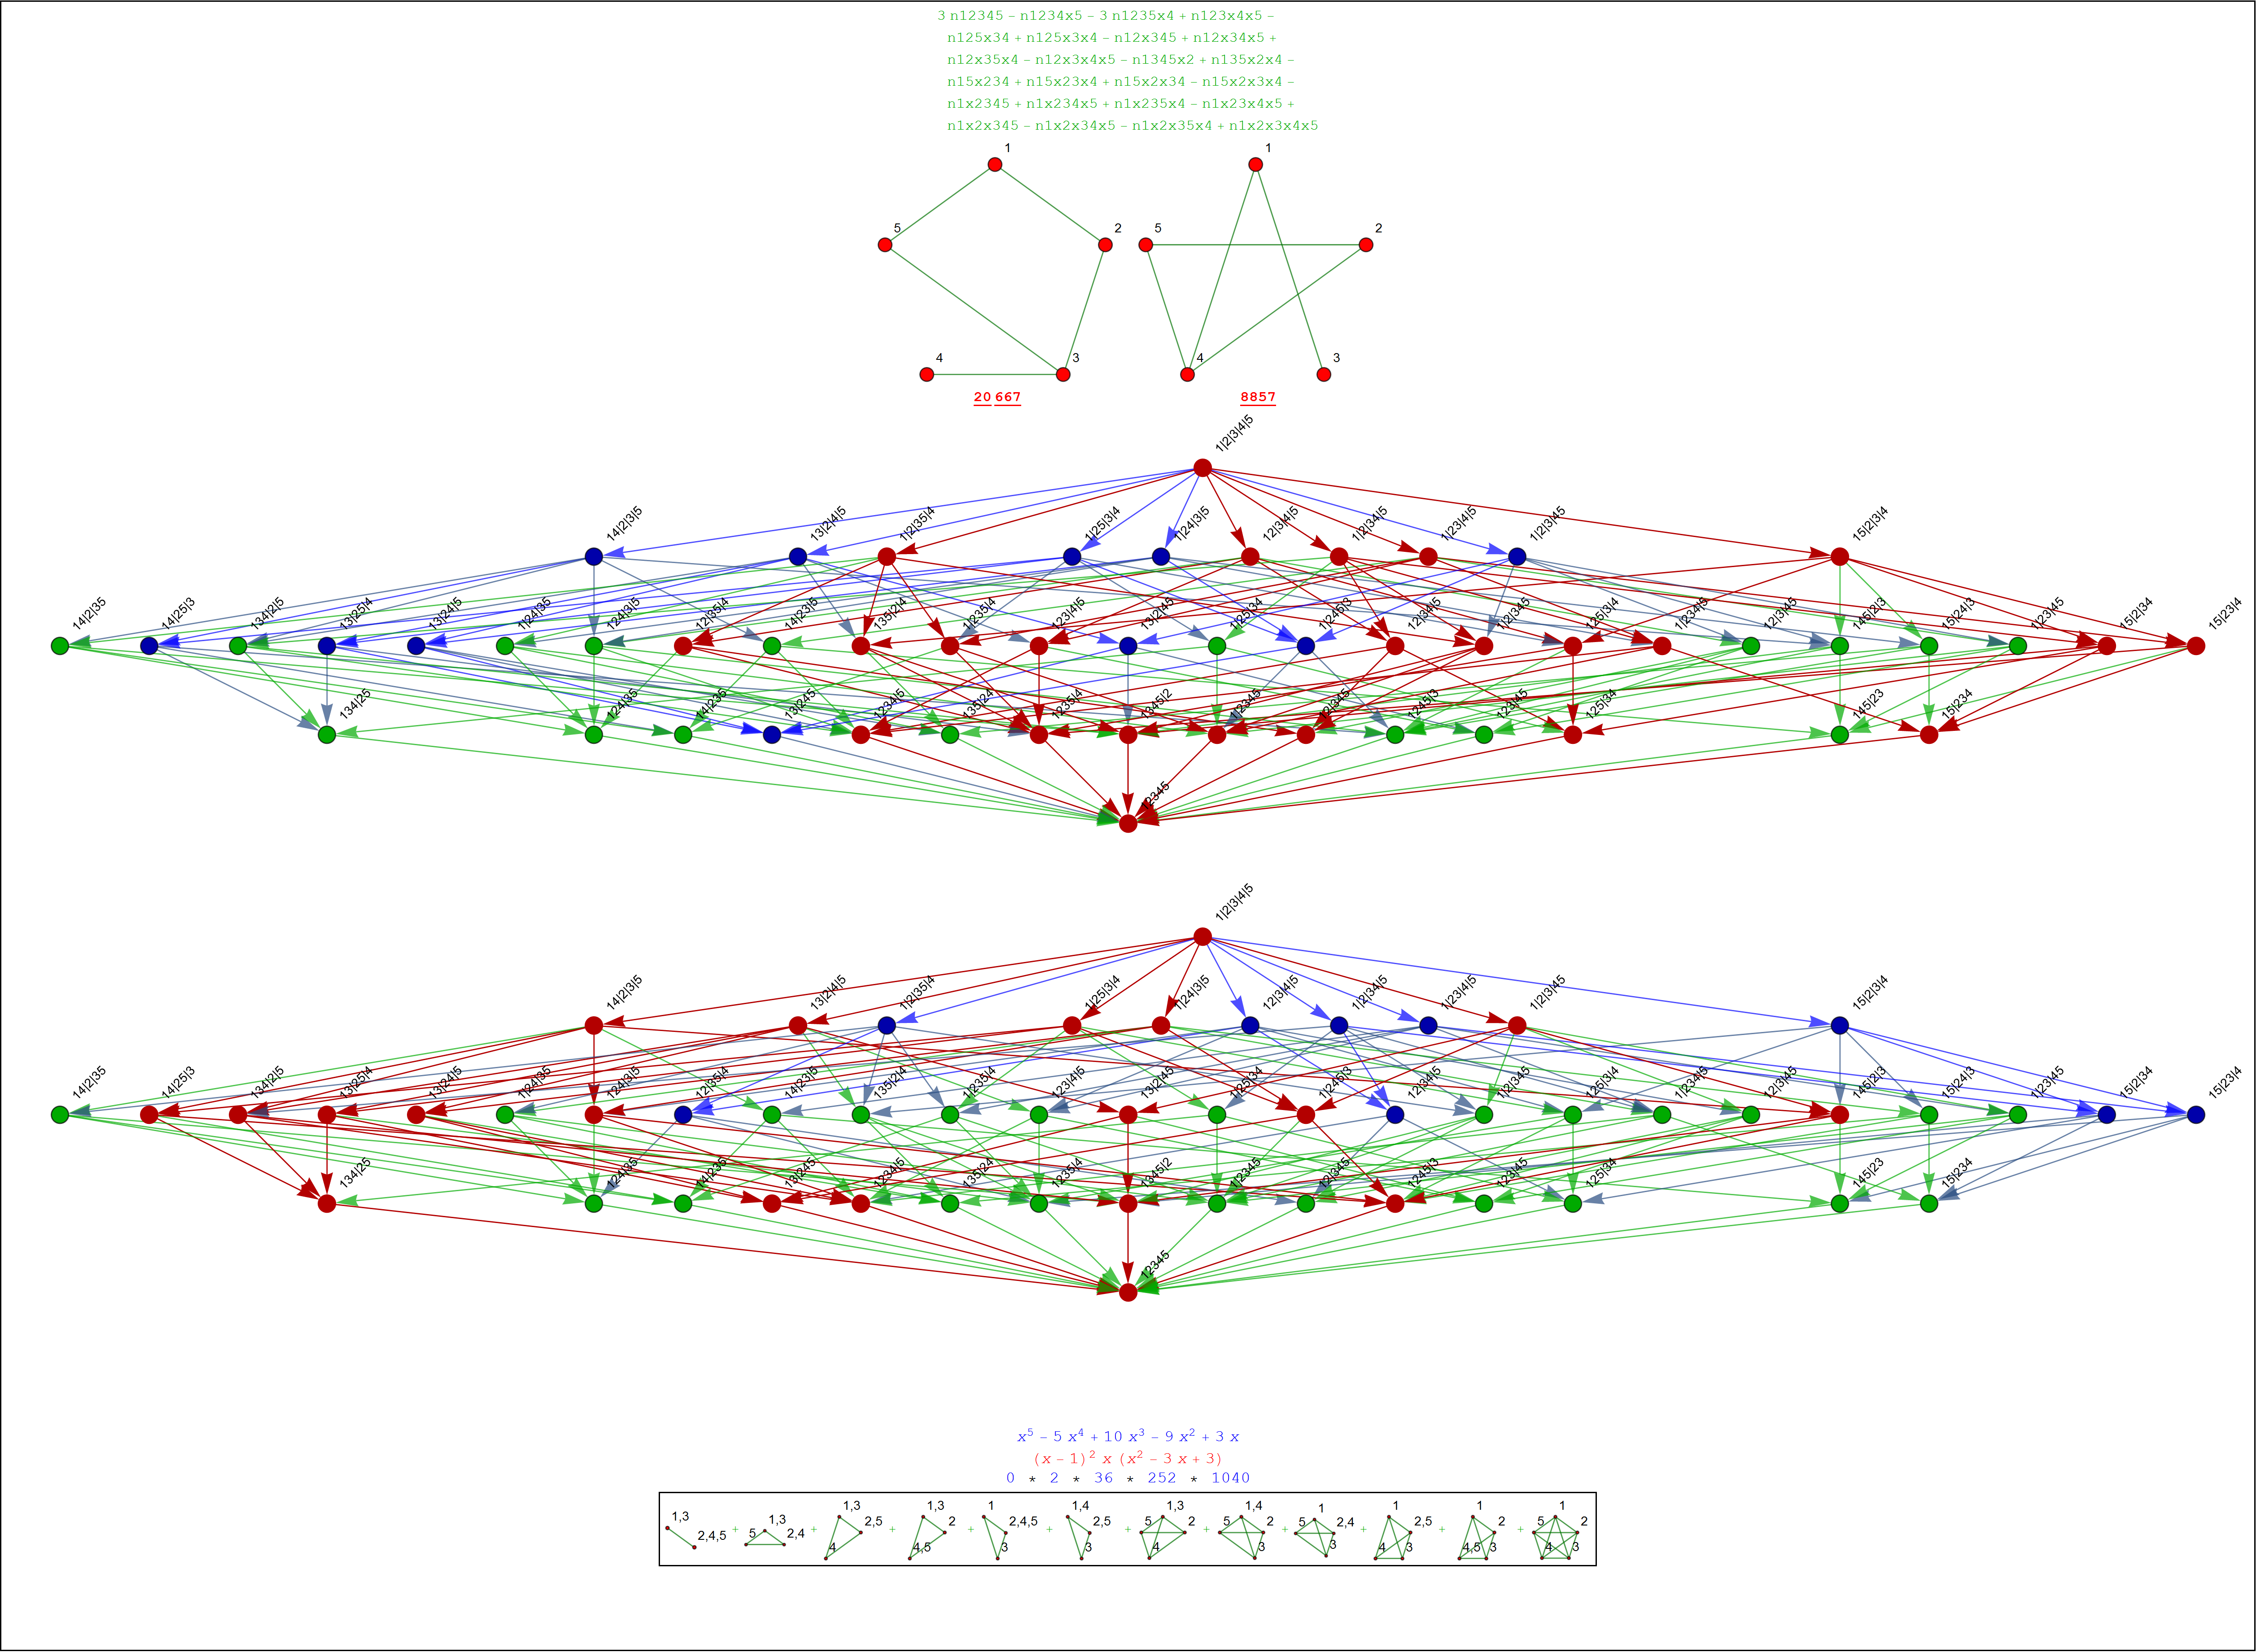 3 n12345 – n1234x5 – 3 n1235x4 + n123x4x5 –
n125x34 + n125x3x4 – n12x345 + n12x34x5 +
n12x35x4 – n12x3x4x5 – n1345x2 + n135x2x4 –
n15x234 + n15x23x4 + n15x2x34 – n15x2x3x4 –
n1x2345 + n1x234x5 + n1x235x4 – n1x23x4x5 +
n1x2x345 – n1x2x34x5 – n1x2x35x4 + n1x2x3x4x5
1 1
5 2 5 2
4 3 4 3
20 667 8857
1|2|3|4|5
14|2|3|5 13|2|4|5 1|2|35|4 1|25|3|4 1|24|3|5 12|3|4|5 1|2|34|5 1|23|4|5 1|2|3|45 15|2|3|4
14|2|35 14|25|3 134|2|5 13|25|4 13|24|5 1|24|35 124|3|5 12|35|4 14|23|5 135|2|4 1|235|4 123|4|5 13|2|45 1|25|34 1|245|3 12|34|5 1|2|345 125|3|4 1|234|5 12|3|45 145|2|3 15|24|3 1|23|45 15|2|34 15|23|4
134|25 124|35 14|235 13|245 1234|5 135|24 1235|4 1345|2 1|2345 12|345 1245|3 123|45 125|34 145|23 15|234
12345
1|2|3|4|5
14|2|3|5 13|2|4|5 1|2|35|4 1|25|3|4 1|24|3|5 12|3|4|5 1|2|34|5 1|23|4|5 1|2|3|45 15|2|3|4
14|2|35 14|25|3 134|2|5 13|25|4 13|24|5 1|24|35 124|3|5 12|35|4 14|23|5 135|2|4 1|235|4 123|4|5 13|2|45 1|25|34 1|245|3 12|34|5 1|2|345 125|3|4 1|234|5 12|3|45 145|2|3 15|24|3 1|23|45 15|2|34 15|23|4
134|25 124|35 14|235 13|245 1234|5 135|24 1235|4 1345|2 1|2345 12|345 1245|3 123|45 125|34 145|23 15|234
12345
x⁵ – 5 x⁴ + 10 x³ – 9 x² + 3 x
(x – 1)² x (x² – 3 x + 3)
0 * 2 * 36 * 252 * 1040
1,3 2,4,5 + 1,3 5 2,4 + 1,3 2,5 4 + 1,3 2 4,5 + 1 2,4,5 3 + 1,4 2,5 3 + 1,3 5 2 4 + 1,4 5 2 3 + 1 5 2,4 3 + 1 2,5 4 3 + 1 2 4,5 3 + 1 5 2 4 3